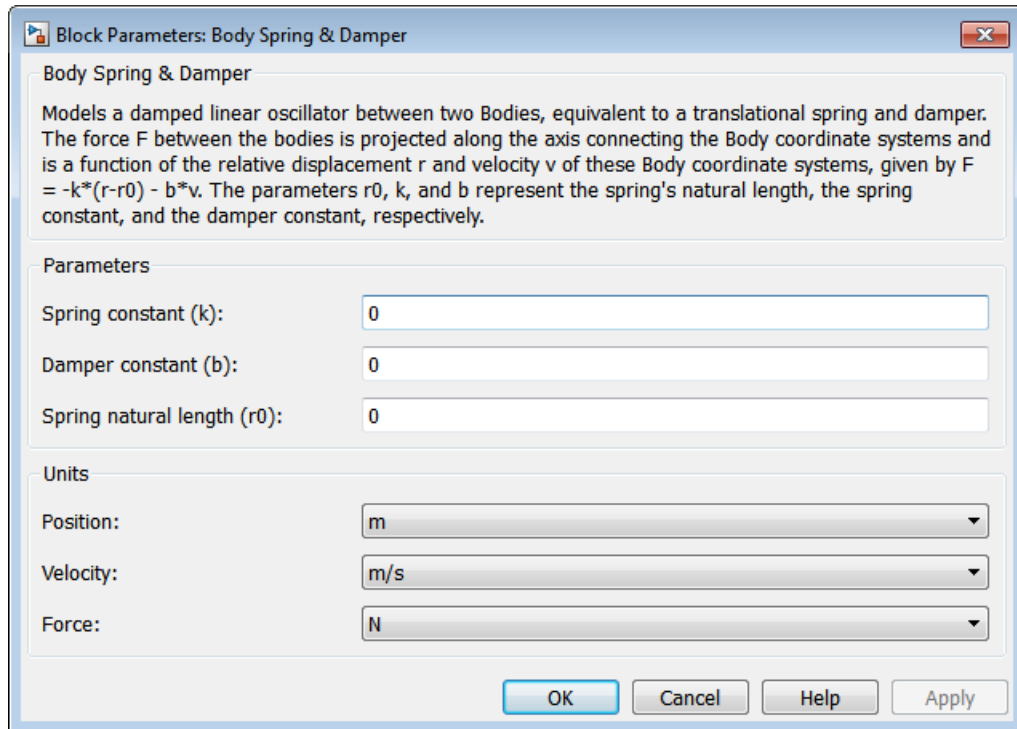 Block Parameters: Body Spring & Damper
Body Spring & Damper
Models a damped linear oscillator between two Bodies, equivalent to a translational spring and damper.
The force F between the bodies is projected along the axis connecting the Body coordinate systems and
is a function of the relative displacement r and velocity v of these Body coordinate systems, given by F
= -k*(r-r0) - b*v. The parameters r0, k, and b represent the spring's natural length, the spring
constant, and the damper constant, respectively.
Parameters
Spring constant (k): 0
Damper constant (b): 0
Spring natural length (r0): 0
Units
Position: m
Velocity: m/s
Force: N
OK Cancel Help Apply